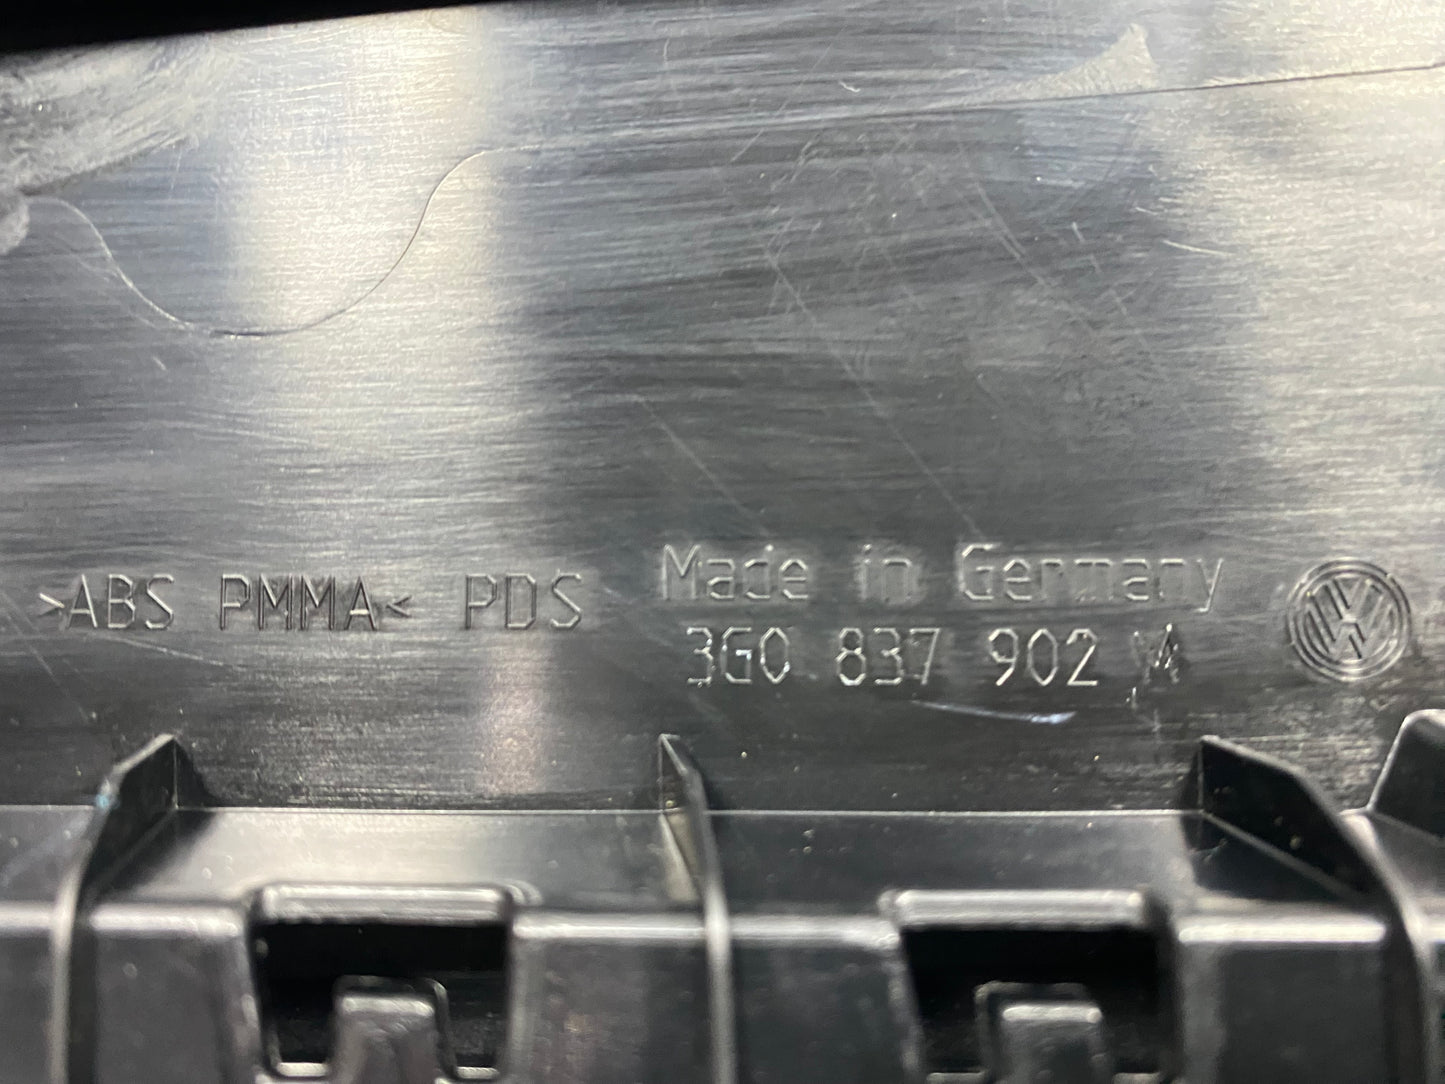 >ABS PMMA< PDS
Made in Germany
3G0 837 902 A